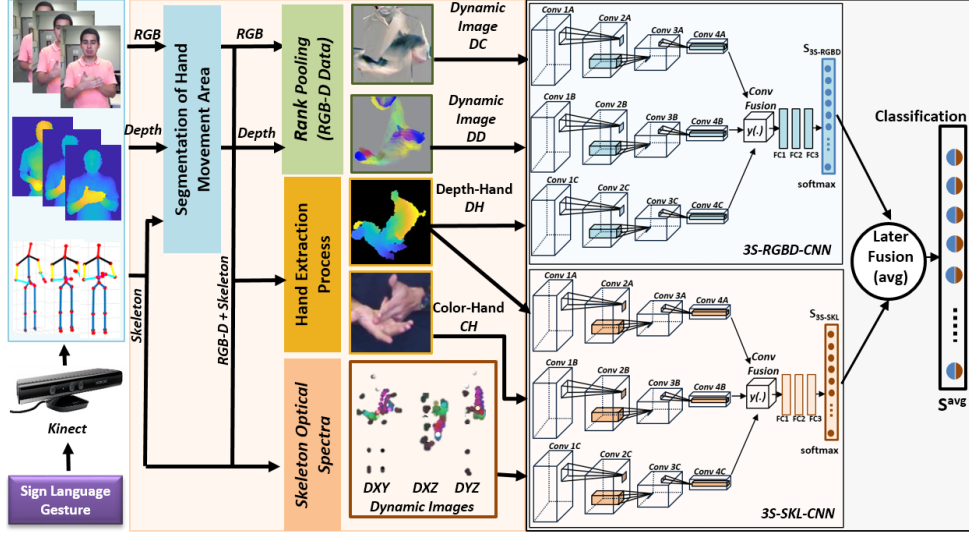 RGB
Depth
Skeleton
Kinect
Sign Language
Gesture
Segmentation of Hand
Movement Area
RGB
Depth
RGB-D + Skeleton
Renk Pooling
(RGB-D Data)
Hand Extraction
Process
Skeleton Optical
Spectra
Dynamic
Image
DC
Dynamic
Image
DD
Depth-Hand
DH
Color-Hand
CH
DXY DXZ DYZ
Dynamic Images
Conv 1A
Conv 2A
Conv 3A
Conv 4A
Conv 1B
Conv 2B
Conv 3B
Conv 4B
Conv 1C
Conv 2C
Conv 3C
Conv 4C
Conv
Fusion
y(.)
FC1 FC2 FC3
S3S-RGBD
softmax
3S-RGBD-CNN
Conv 1A
Conv 2A
Conv 3A
Conv 4A
Conv 1B
Conv 2B
Conv 3B
Conv 4B
Conv 1C
Conv 2C
Conv 3C
Conv 4C
Conv
Fusion
y(.)
FC1 FC2 FC3
S3S-SKL
softmax
3S-SKL-CNN
Later
Fusion
(avg)
Classification
Savg